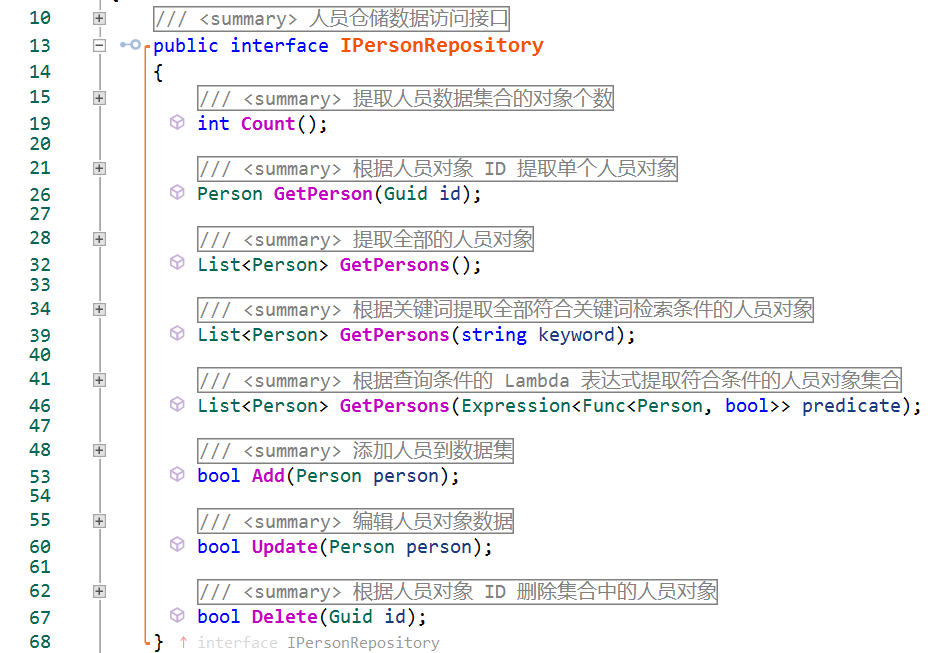 10 /// <summary> 人员仓储数据访问接口
13 public interface IPersonRepository
14 {
15 /// <summary> 提取人员数据集合的对象个数
19 int Count();
20
21 /// <summary> 根据人员对象 ID 提取单个人员对象
26 Person GetPerson(Guid id);
27
28 /// <summary> 提取全部的人员对象
32 List<Person> GetPersons();
33
34 /// <summary> 根据关键词提取全部符合关键词检索条件的人员对象
39 List<Person> GetPersons(string keyword);
40
41 /// <summary> 根据查询条件的 Lambda 表达式提取符合条件的人员对象集合
46 List<Person> GetPersons(Expression<Func<Person, bool>> predicate);
47
48 /// <summary> 添加人员到数据集
53 bool Add(Person person);
54
55 /// <summary> 编辑人员对象数据
60 bool Update(Person person);
61
62 /// <summary> 根据人员对象 ID 删除集合中的人员对象
67 bool Delete(Guid id);
68 } ↑ interface IPersonRepository